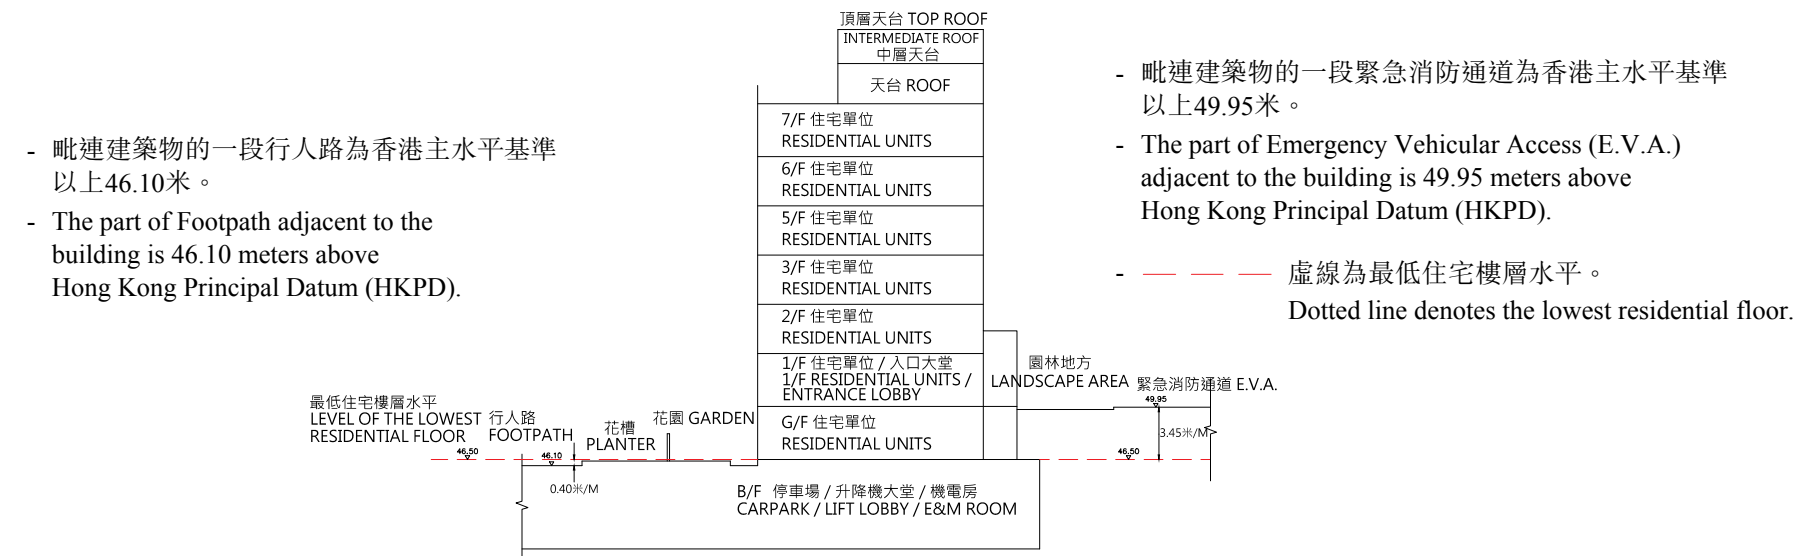 頂層天台 TOP ROOF
INTERMEDIATE ROOF
中層天台
天台 ROOF
7/F 住宅單位
RESIDENTIAL UNITS
6/F 住宅單位
RESIDENTIAL UNITS
5/F 住宅單位
RESIDENTIAL UNITS
3/F 住宅單位
RESIDENTIAL UNITS
2/F 住宅單位
RESIDENTIAL UNITS
1/F 住宅單位 / 入口大堂
1/F RESIDENTIAL UNITS /
ENTRANCE LOBBY
G/F 住宅單位
RESIDENTIAL UNITS
B/F 停車場 / 升降機大堂 / 機電房
CARPARK / LIFT LOBBY / E&M ROOM
- 毗連建築物的一段行人路為香港主水平基準
以上46.10米。
- The part of Footpath adjacent to the
building is 46.10 meters above
Hong Kong Principal Datum (HKPD).
最低住宅樓層水平
LEVEL OF THE LOWEST
RESIDENTIAL FLOOR
46.50
行人路
FOOTPATH
46.10
0.40米/M
花槽
PLANTER
花園 GARDEN
- 毗連建築物的一段緊急消防通道為香港主水平基準
以上49.95米。
- The part of Emergency Vehicular Access (E.V.A.)
adjacent to the building is 49.95 meters above
Hong Kong Principal Datum (HKPD).
- 虛線為最低住宅樓層水平。
Dotted line denotes the lowest residential floor.
園林地方
LANDSCAPE AREA
緊急消防通道 E.V.A.
49.95
3.45米/M
46.50